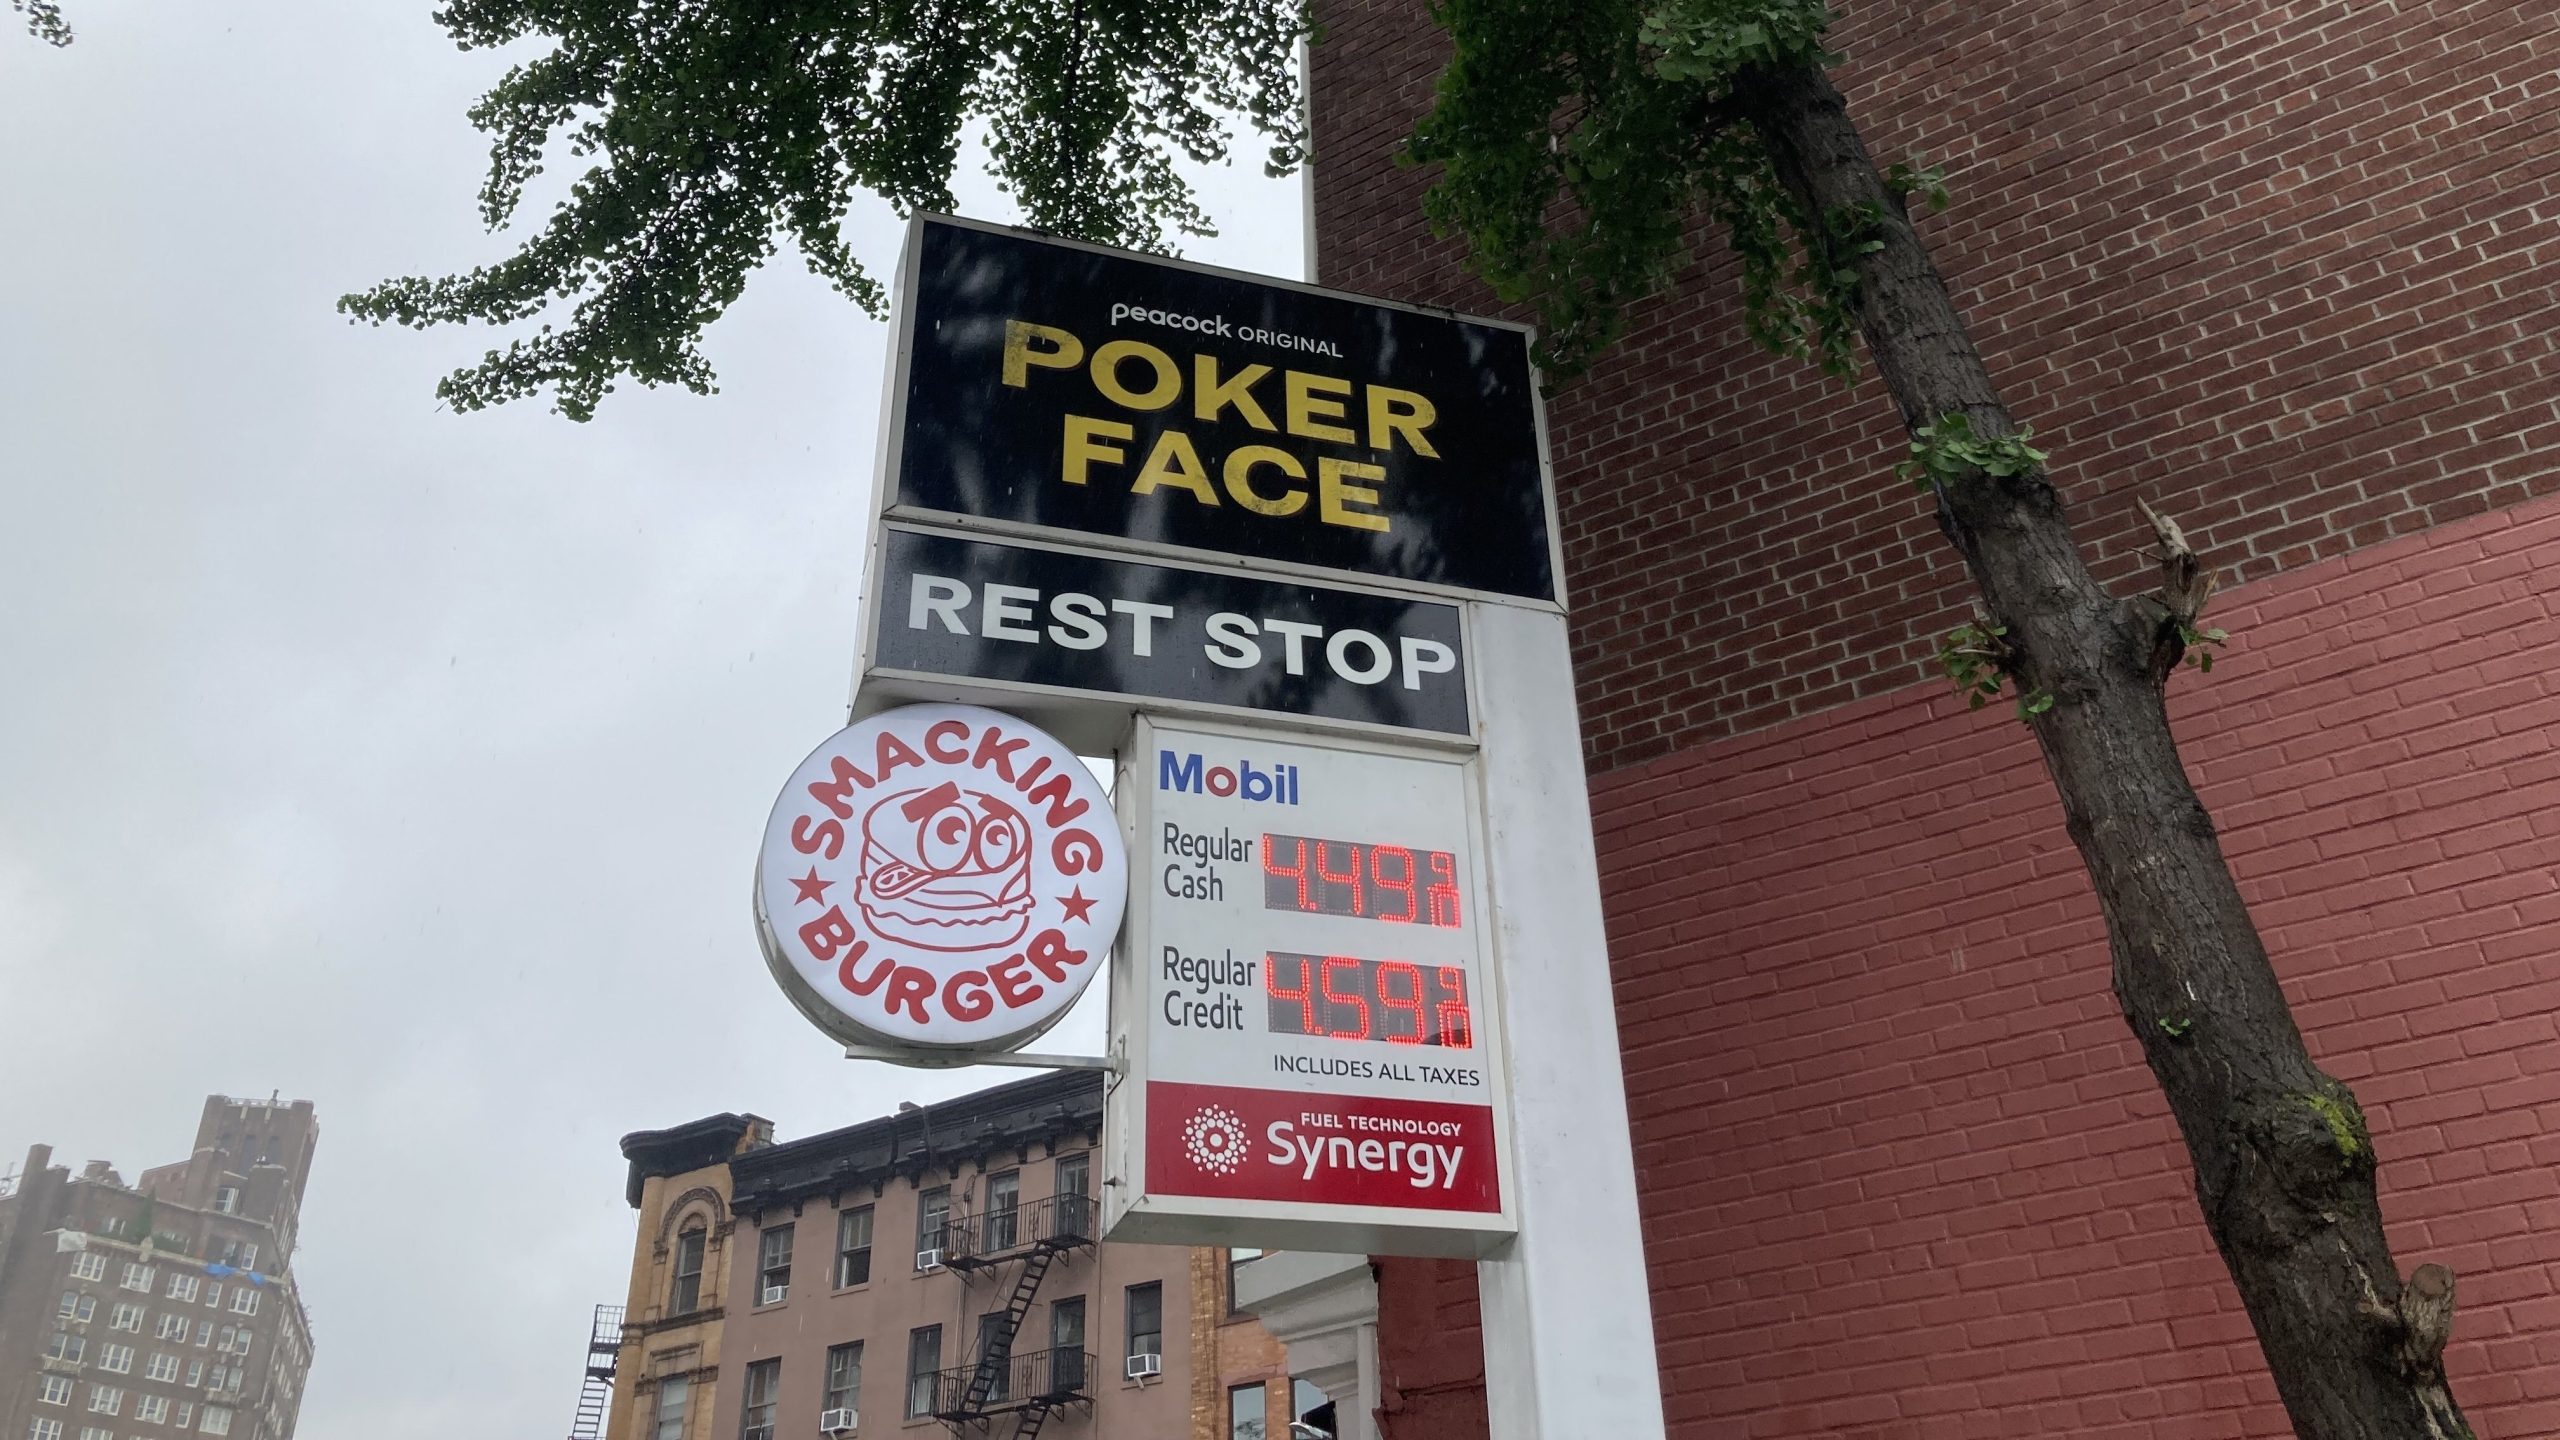 peacock ORIGINAL
POKER
FACE
REST STOP
SMACKING
BURGER
Mobil
Regular
Cash
4.49 9/10
Regular
Credit
4.59 9/10
INCLUDES ALL TAXES
FUEL TECHNOLOGY
Synergy